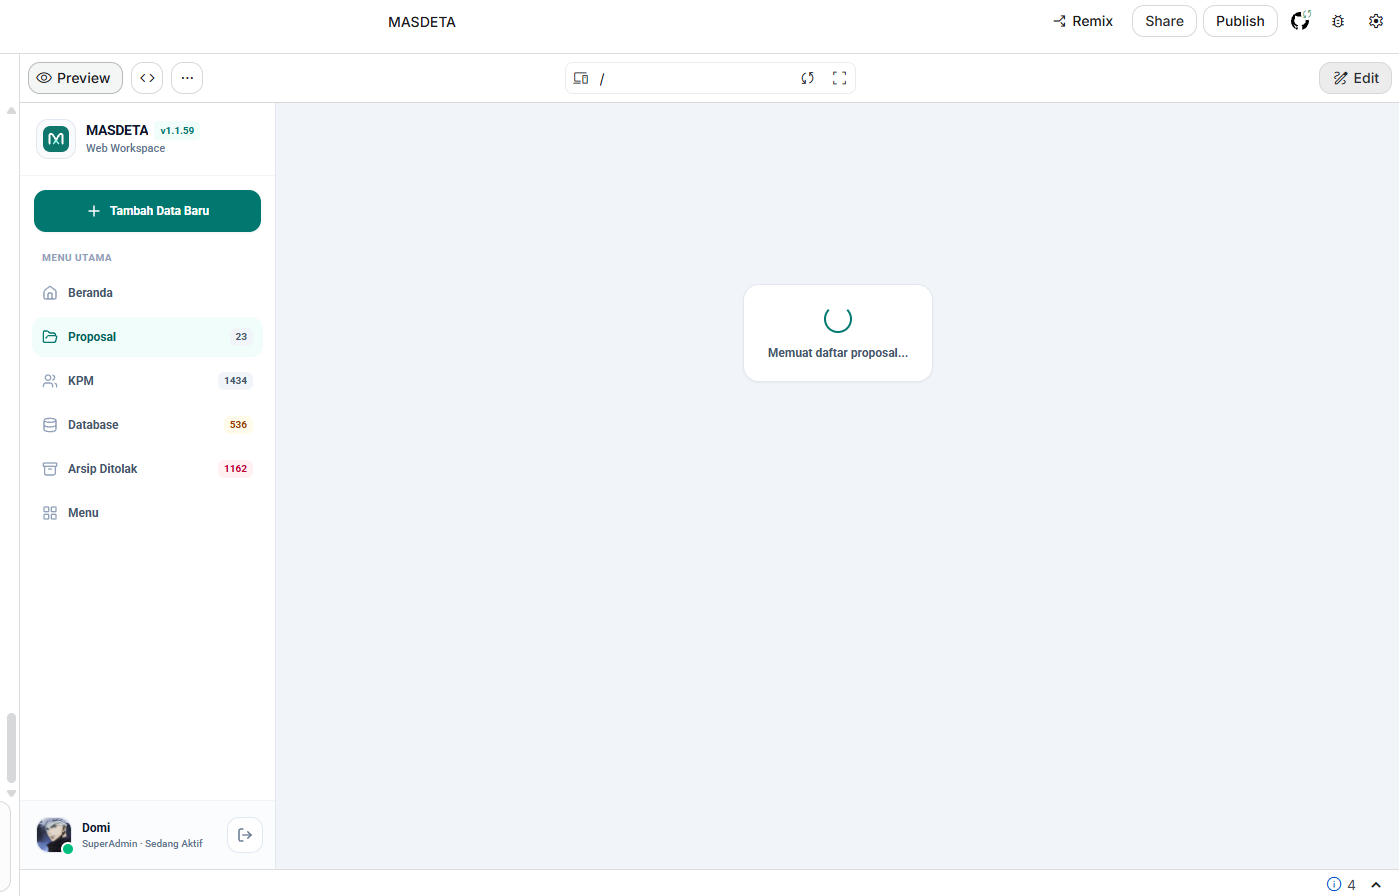 MASDETA
Remix
Share
Publish
Preview
/
Edit
MASDETA v1.1.59
Web Workspace
Tambah Data Baru
MENU UTAMA
Beranda
Proposal 23
KPM 1434
Database 536
Arsip Ditolak 1162
Menu
Memuat daftar proposal...
Domi
SuperAdmin · Sedang Aktif
4